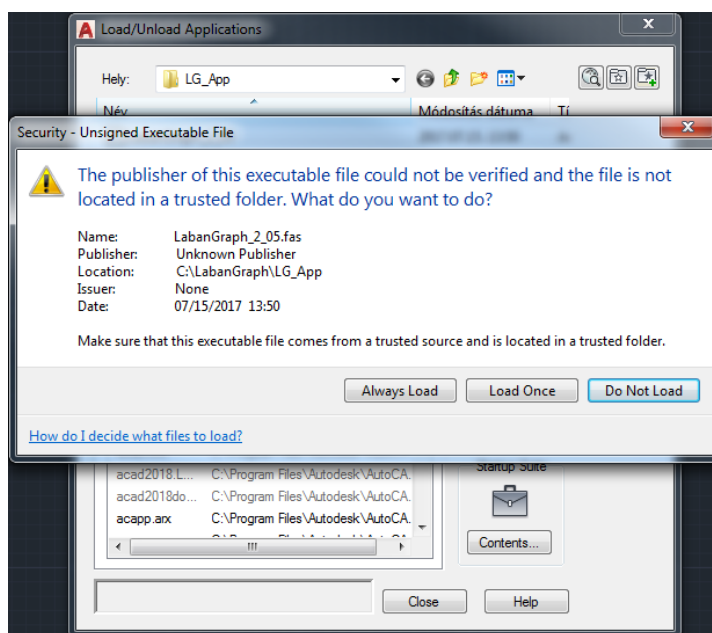 Load/Unload Applications
Hely: LG_App
Név Módosítás dátuma Tí
Security - Unsigned Executable File
The publisher of this executable file could not be verified and the file is not
located in a trusted folder. What do you want to do?
Name: LabanGraph_2_05.fas
Publisher: Unknown Publisher
Location: C:\LabanGraph\LG_App
Issuer: None
Date: 07/15/2017 13:50
Make sure that this executable file comes from a trusted source and is located in a trusted folder.
Always Load Load Once Do Not Load
How do I decide what files to load?
Startup Suite
acad2018.L... C:\Program Files\Autodesk\AutoCA.
acad2018do... C:\Program Files\Autodesk\AutoCA.
acapp.arx C:\Program Files\Autodesk\AutoCA.
Contents...
Close Help